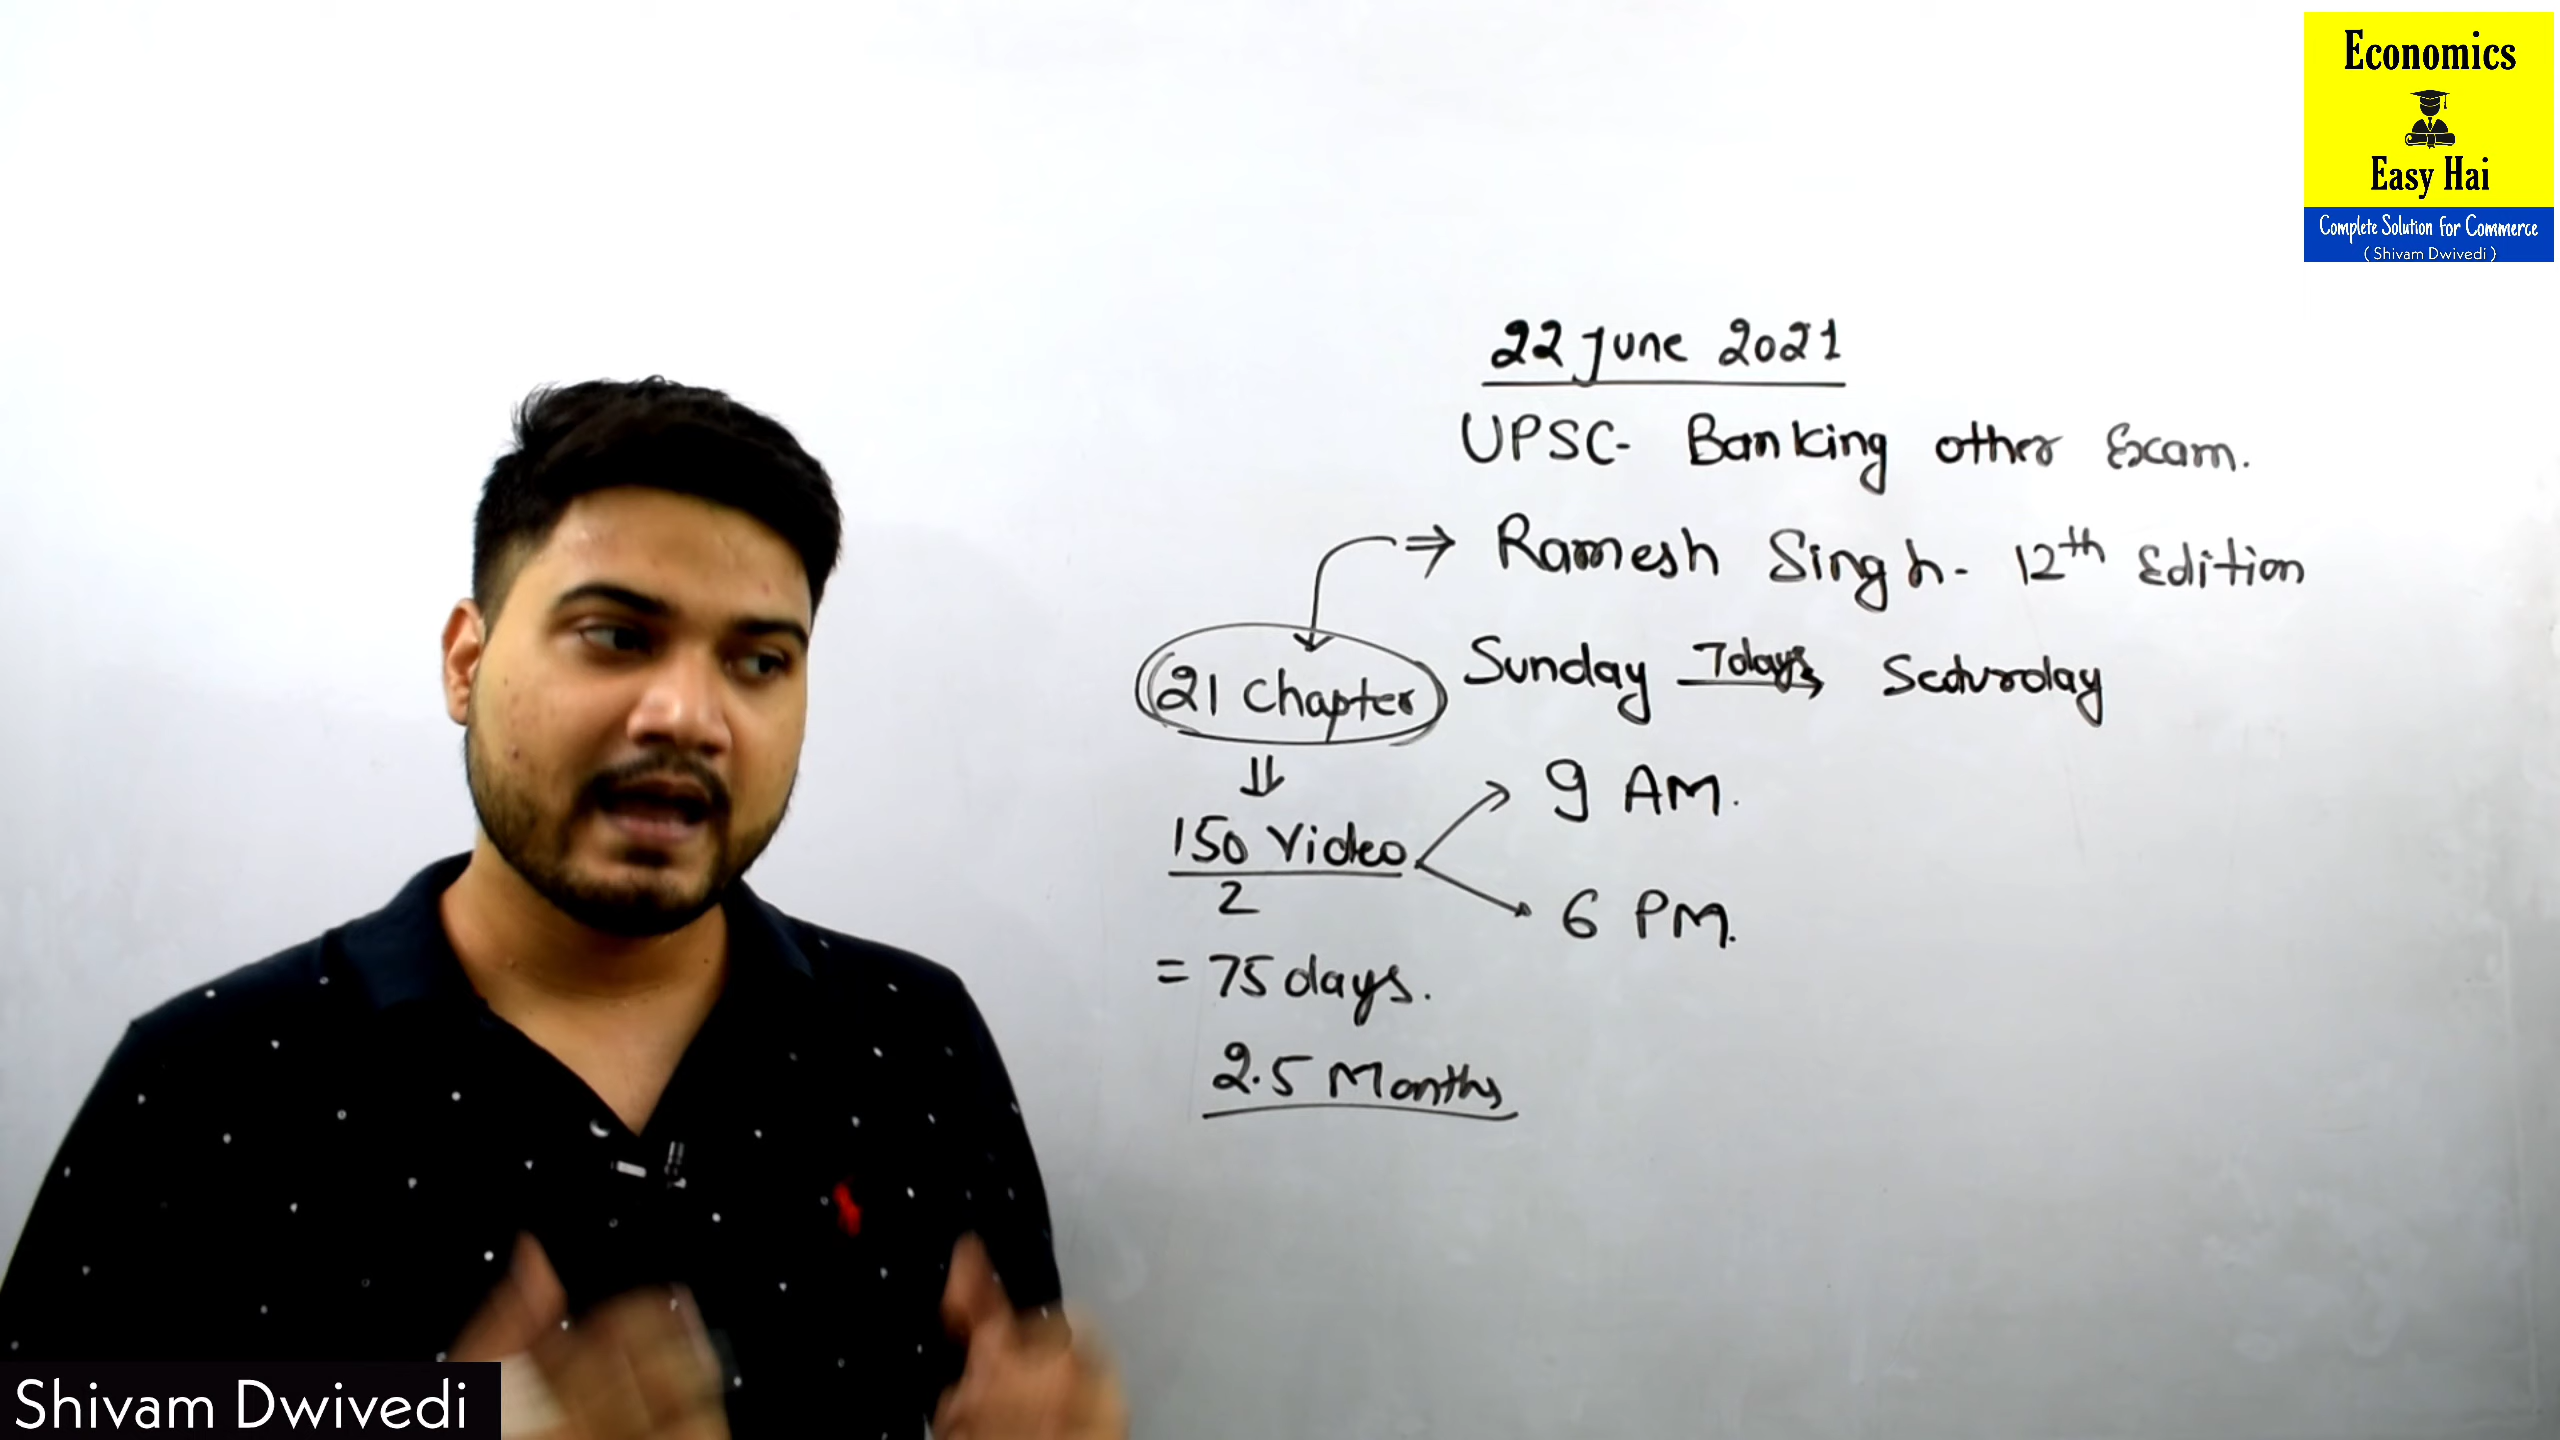 Economics
Easy Hai
Complete Solution for Commerce
( Shivam Dwivedi )
22 June 2021
UPSC- Banking other Exam.
⇒ Ramesh Singh- 12th Edition
21 Chapter
Sunday 7days Saturday
⇓
150 Video
2
9 AM.
6 PM.
= 75 days.
2.5 Months
Shivam Dwivedi